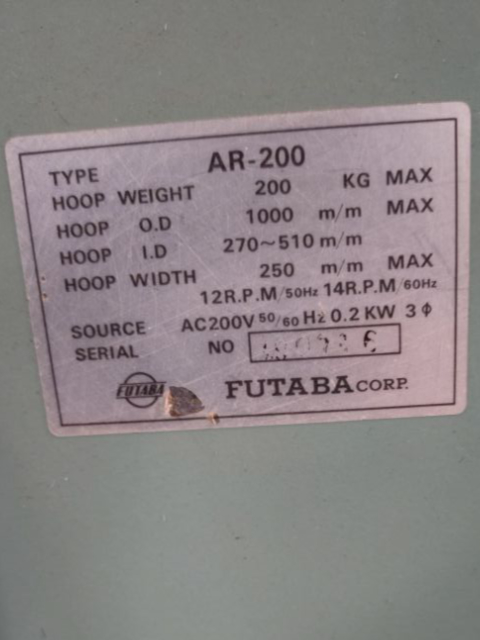 TYPE AR-200
HOOP WEIGHT 200 KG MAX
HOOP O.D 1000 m/m MAX
HOOP I.D 270~510 m/m
HOOP WIDTH 250 m/m MAX
12R.P.M/50Hz 14R.P.M/60Hz
SOURCE AC200V 50/60 Hz 0.2 KW 3 Φ
SERIAL NO
FUTABA FUTABA CORP.